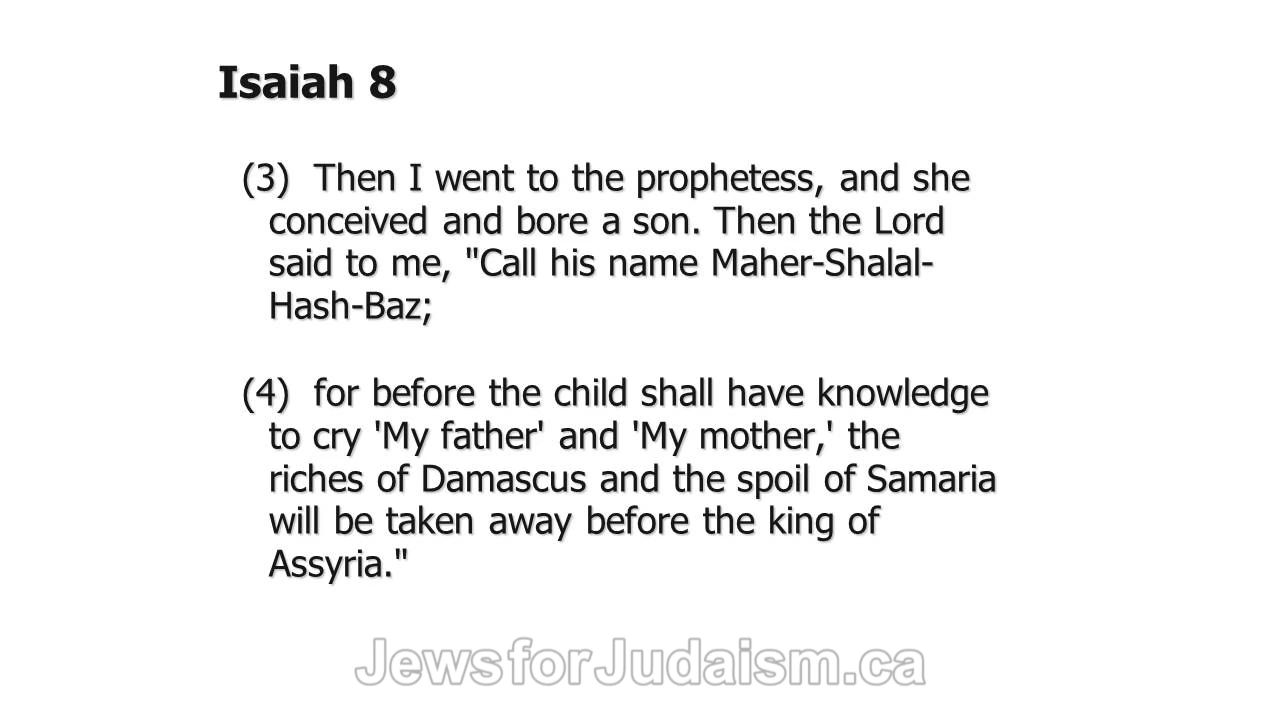 Isaiah 8
(3) Then I went to the prophetess, and she
conceived and bore a son. Then the Lord
said to me, "Call his name Maher-Shalal-
Hash-Baz;
(4) for before the child shall have knowledge
to cry 'My father' and 'My mother,' the
riches of Damascus and the spoil of Samaria
will be taken away before the king of
Assyria."
JewsforJudaism.ca